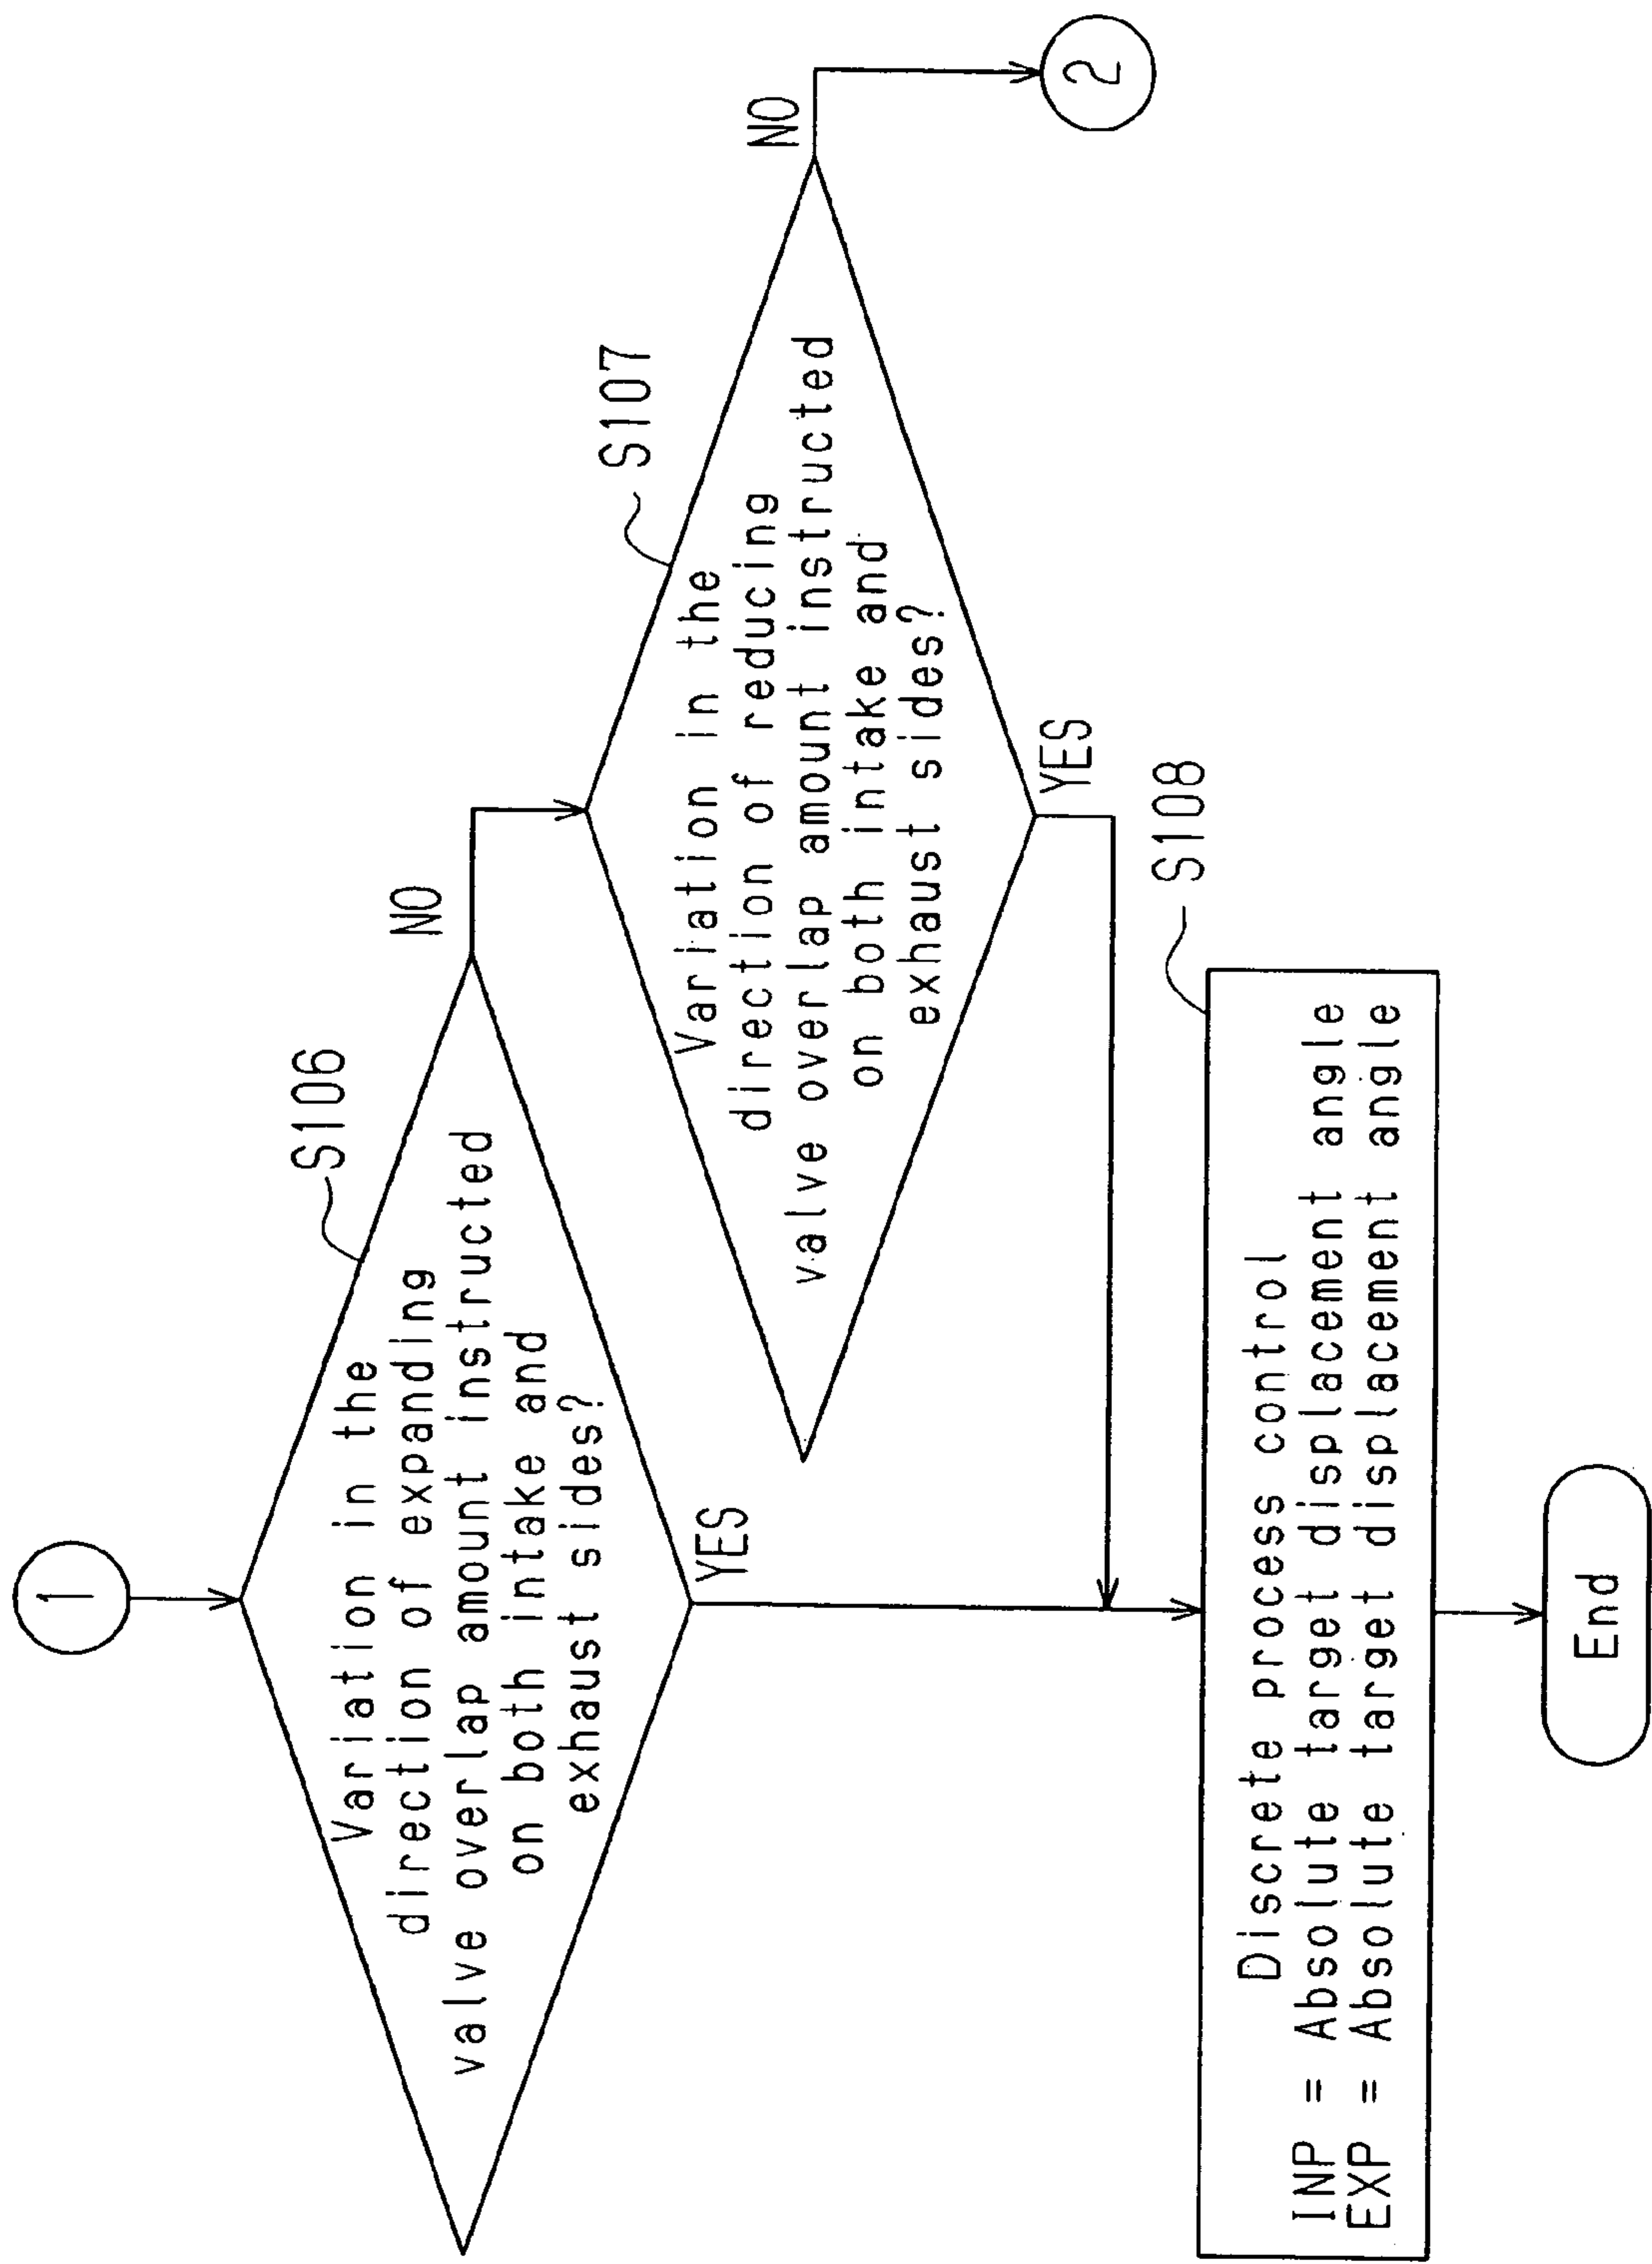 1
S106
Variation in the
direction of expanding
valve overlap amount instructed
on both intake and
exhaust sides?
NO
YES
S107
Variation in the
direction of reducing
valve overlap amount instructed
on both intake and
exhaust sides?
NO
2
YES
S108
Discrete process control
INP = Absolute target displacement angle
EXP = Absolute target displacement angle
End